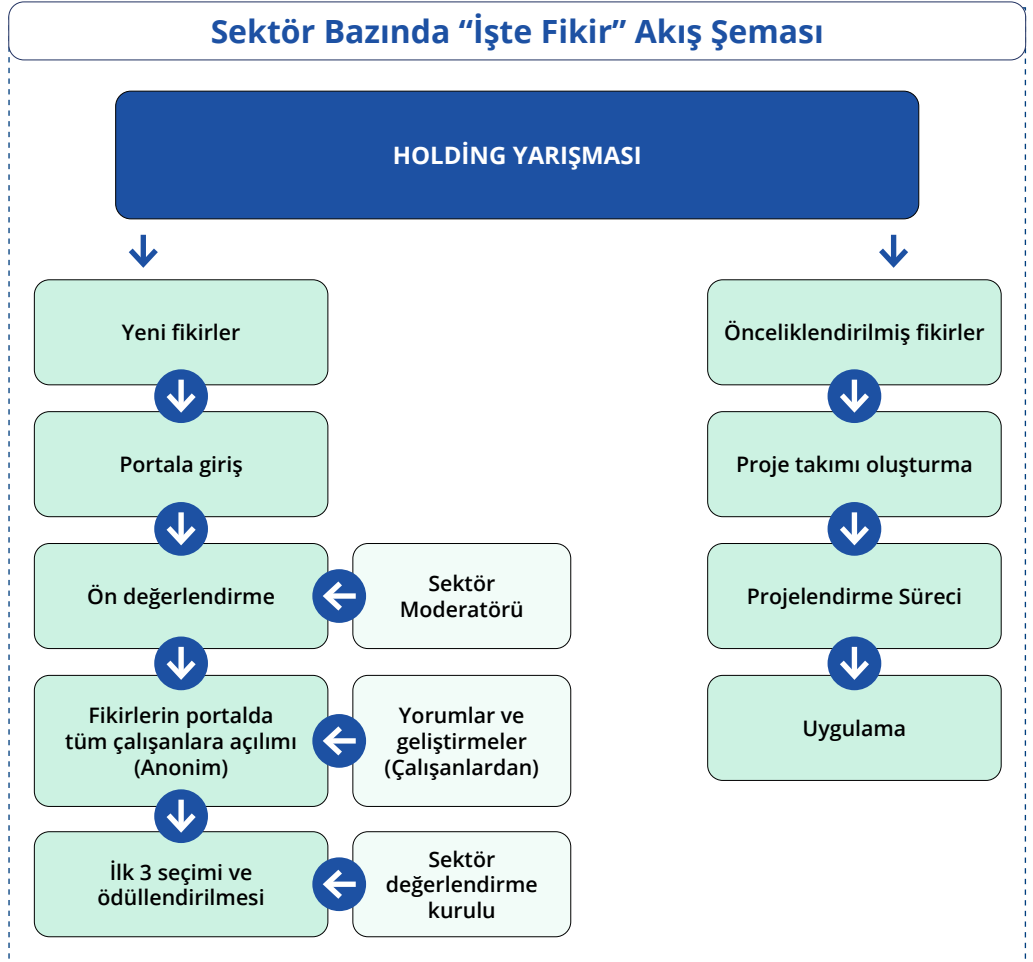 Sektör Bazında “İşte Fikir” Akış Şeması
HOLDİNG YARIŞMASI
Yeni fikirler
Portala giriş
Ön değerlendirme
Sektör
Moderatörü
Fikirlerin portalda
tüm çalışanlara açılımı
(Anonim)
Yorumlar ve
geliştirmeler
(Çalışanlardan)
İlk 3 seçimi ve
ödüllendirilmesi
Sektör
değerlendirme
kurulu
Önceliklendirilmiş fikirler
Proje takımı oluşturma
Projelendirme Süreci
Uygulama